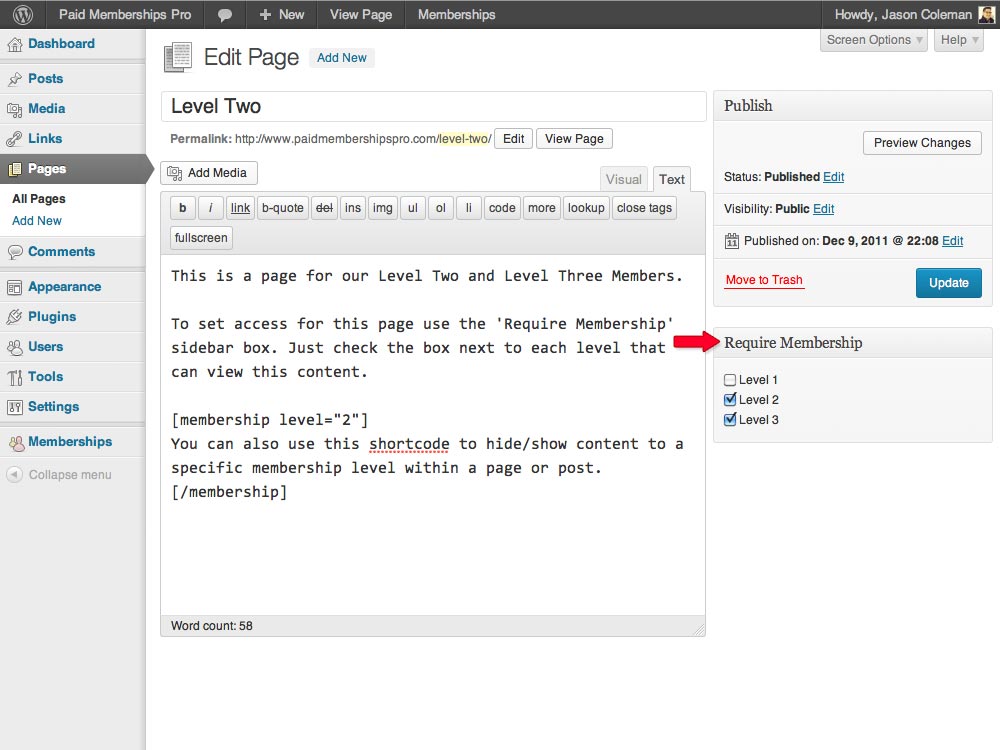 Paid Memberships Pro
New
View Page
Memberships
Howdy, Jason Coleman
Screen Options
Help
Dashboard
Posts
Media
Links
Pages
All Pages
Add New
Comments
Appearance
Plugins
Users
Tools
Settings
Memberships
Collapse menu
Edit Page Add New
Level Two
Permalink: http://www.paidmembershipspro.com/level-two/ Edit View Page
Add Media
Visual Text
b i link b-quote del ins img ul ol li code more lookup close tags
fullscreen
This is a page for our Level Two and Level Three Members.
To set access for this page use the 'Require Membership'
sidebar box. Just check the box next to each level that
can view this content.
[membership level="2"]
You can also use this shortcode to hide/show content to a
specific membership level within a page or post.
[/membership]
Word count: 58
Publish
Preview Changes
Status: Published Edit
Visibility: Public Edit
11 Published on: Dec 9, 2011 @ 22:08 Edit
Move to Trash Update
Require Membership
Level 1
Level 2
Level 3